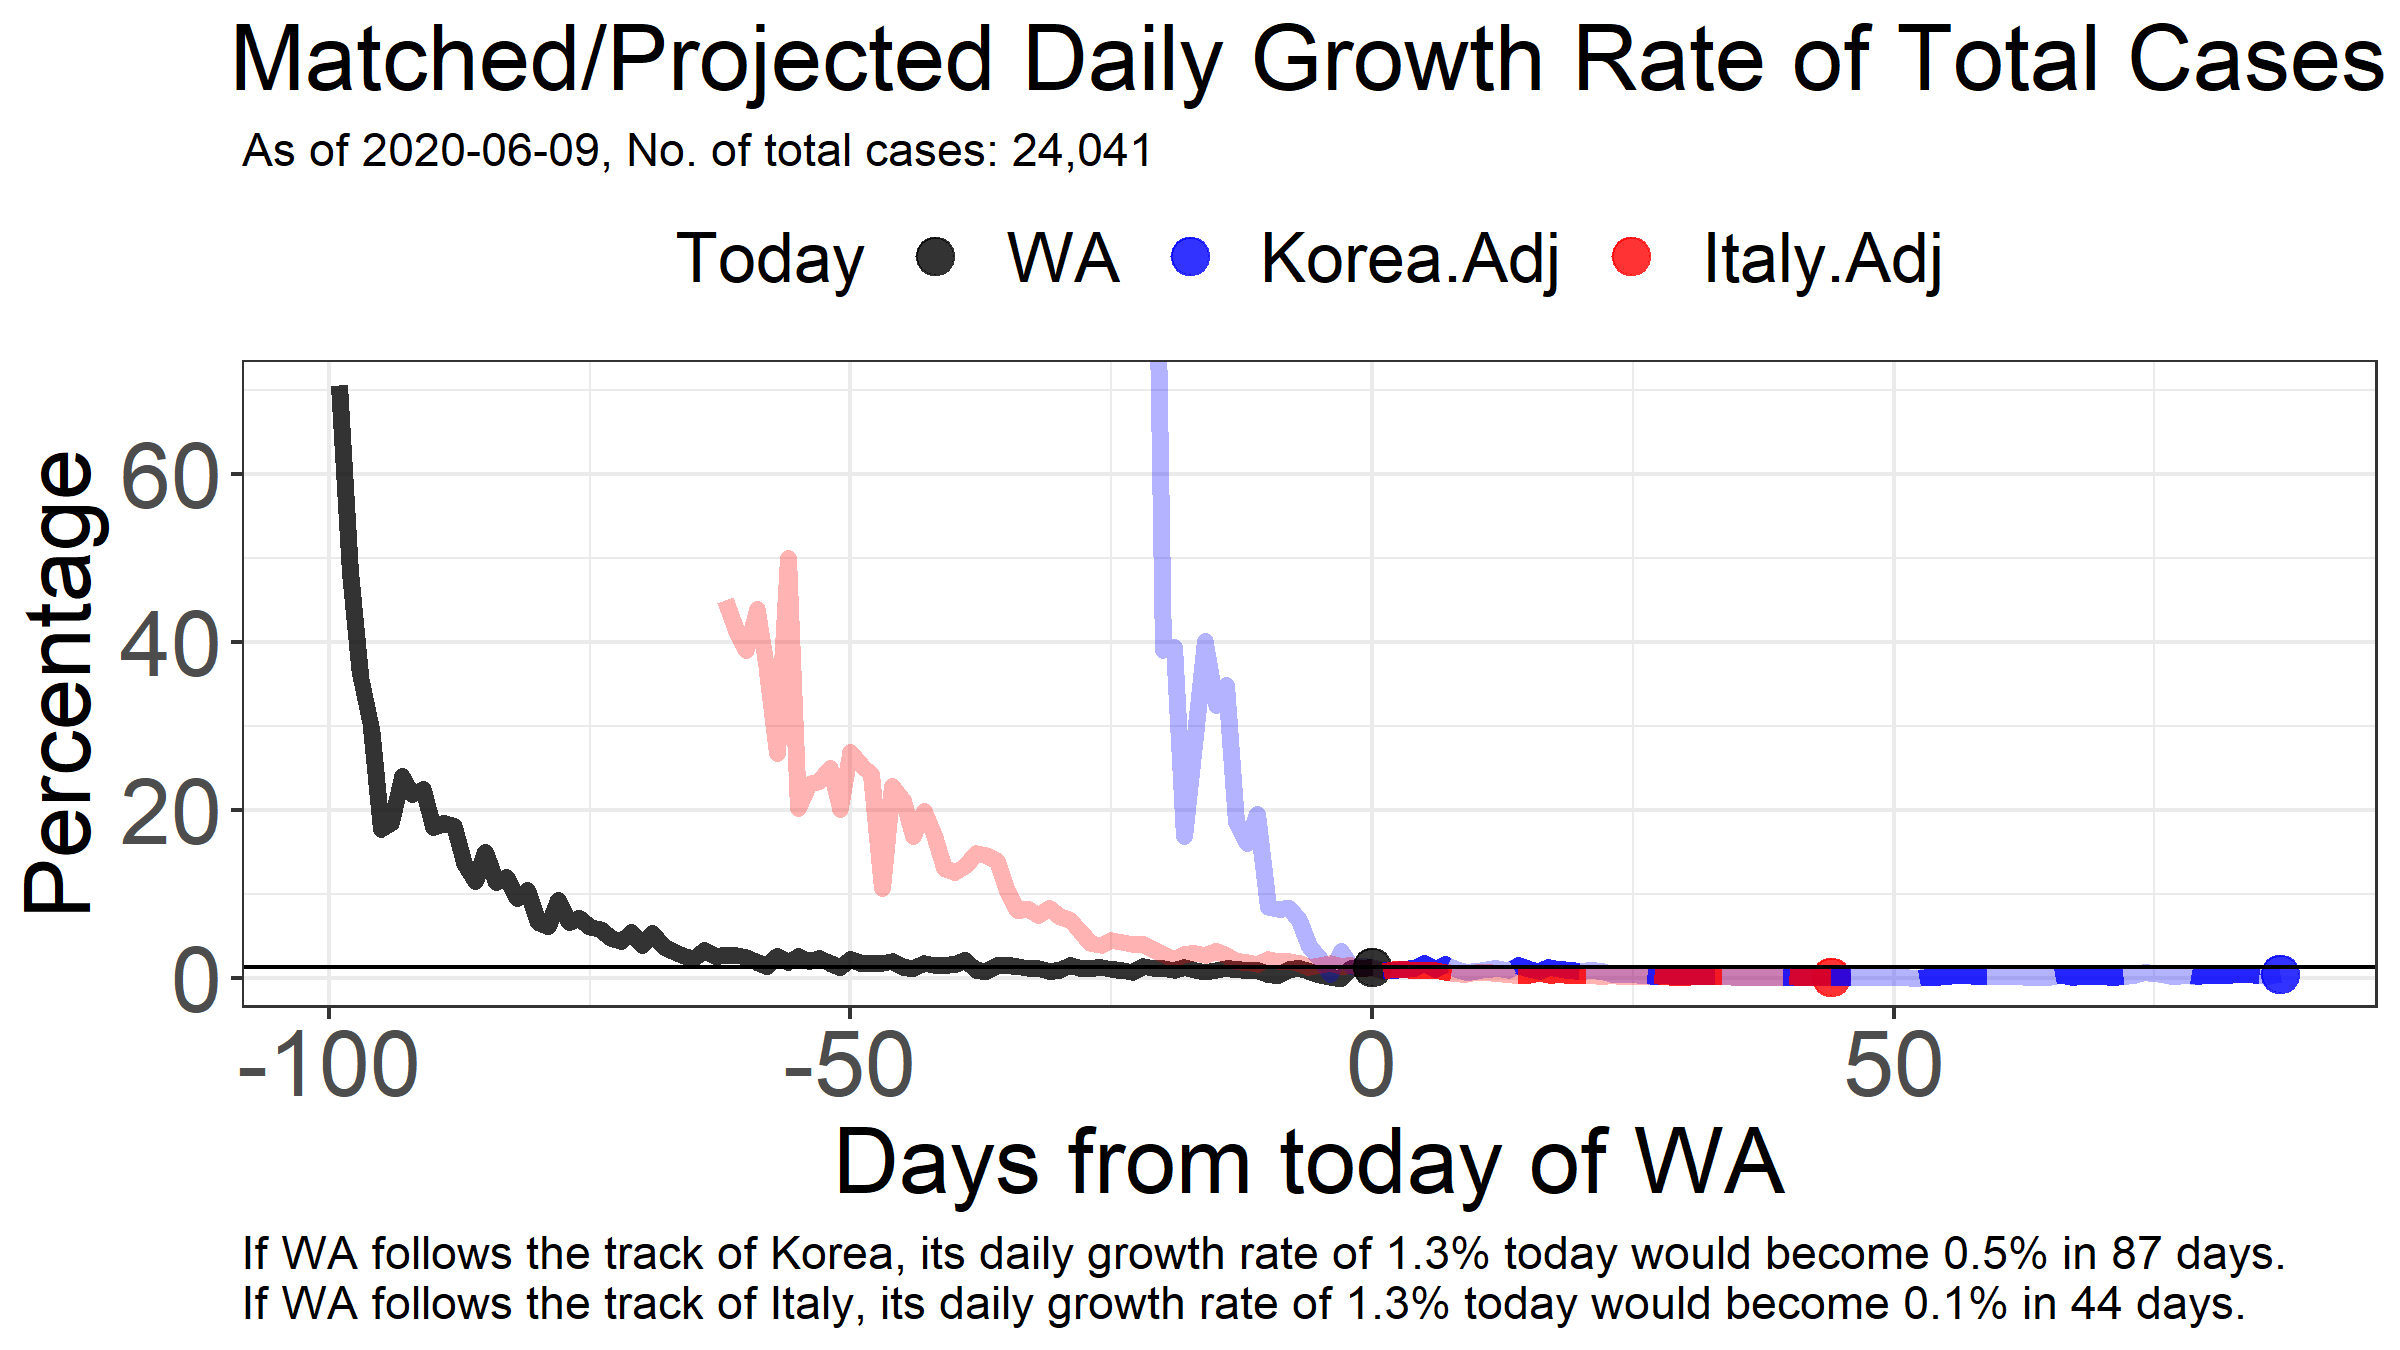 Matched/Projected Daily Growth Rate of Total Cases
As of 2020-06-09, No. of total cases: 24,041
Today WA Korea.Adj Italy.Adj
Percentage
60
40
20
0
-100 -50 0 50
Days from today of WA
If WA follows the track of Korea, its daily growth rate of 1.3% today would become 0.5% in 87 days.
If WA follows the track of Italy, its daily growth rate of 1.3% today would become 0.1% in 44 days.